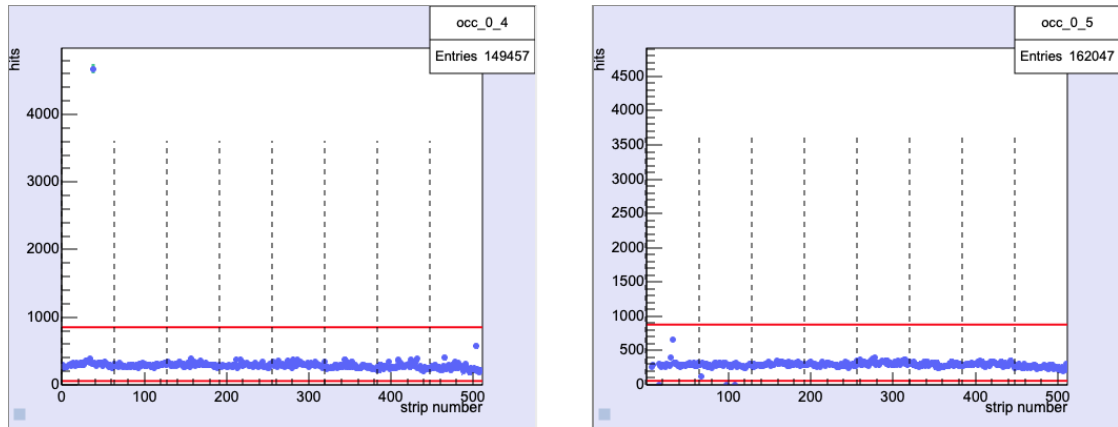 occ_0_4
Entries 149457
hits
4000
3000
2000
1000
0
0 100 200 300 400 500
strip number
occ_0_5
Entries 162047
hits
4500
4000
3500
3000
2500
2000
1500
1000
500
0
100 200 300 400 500
strip number